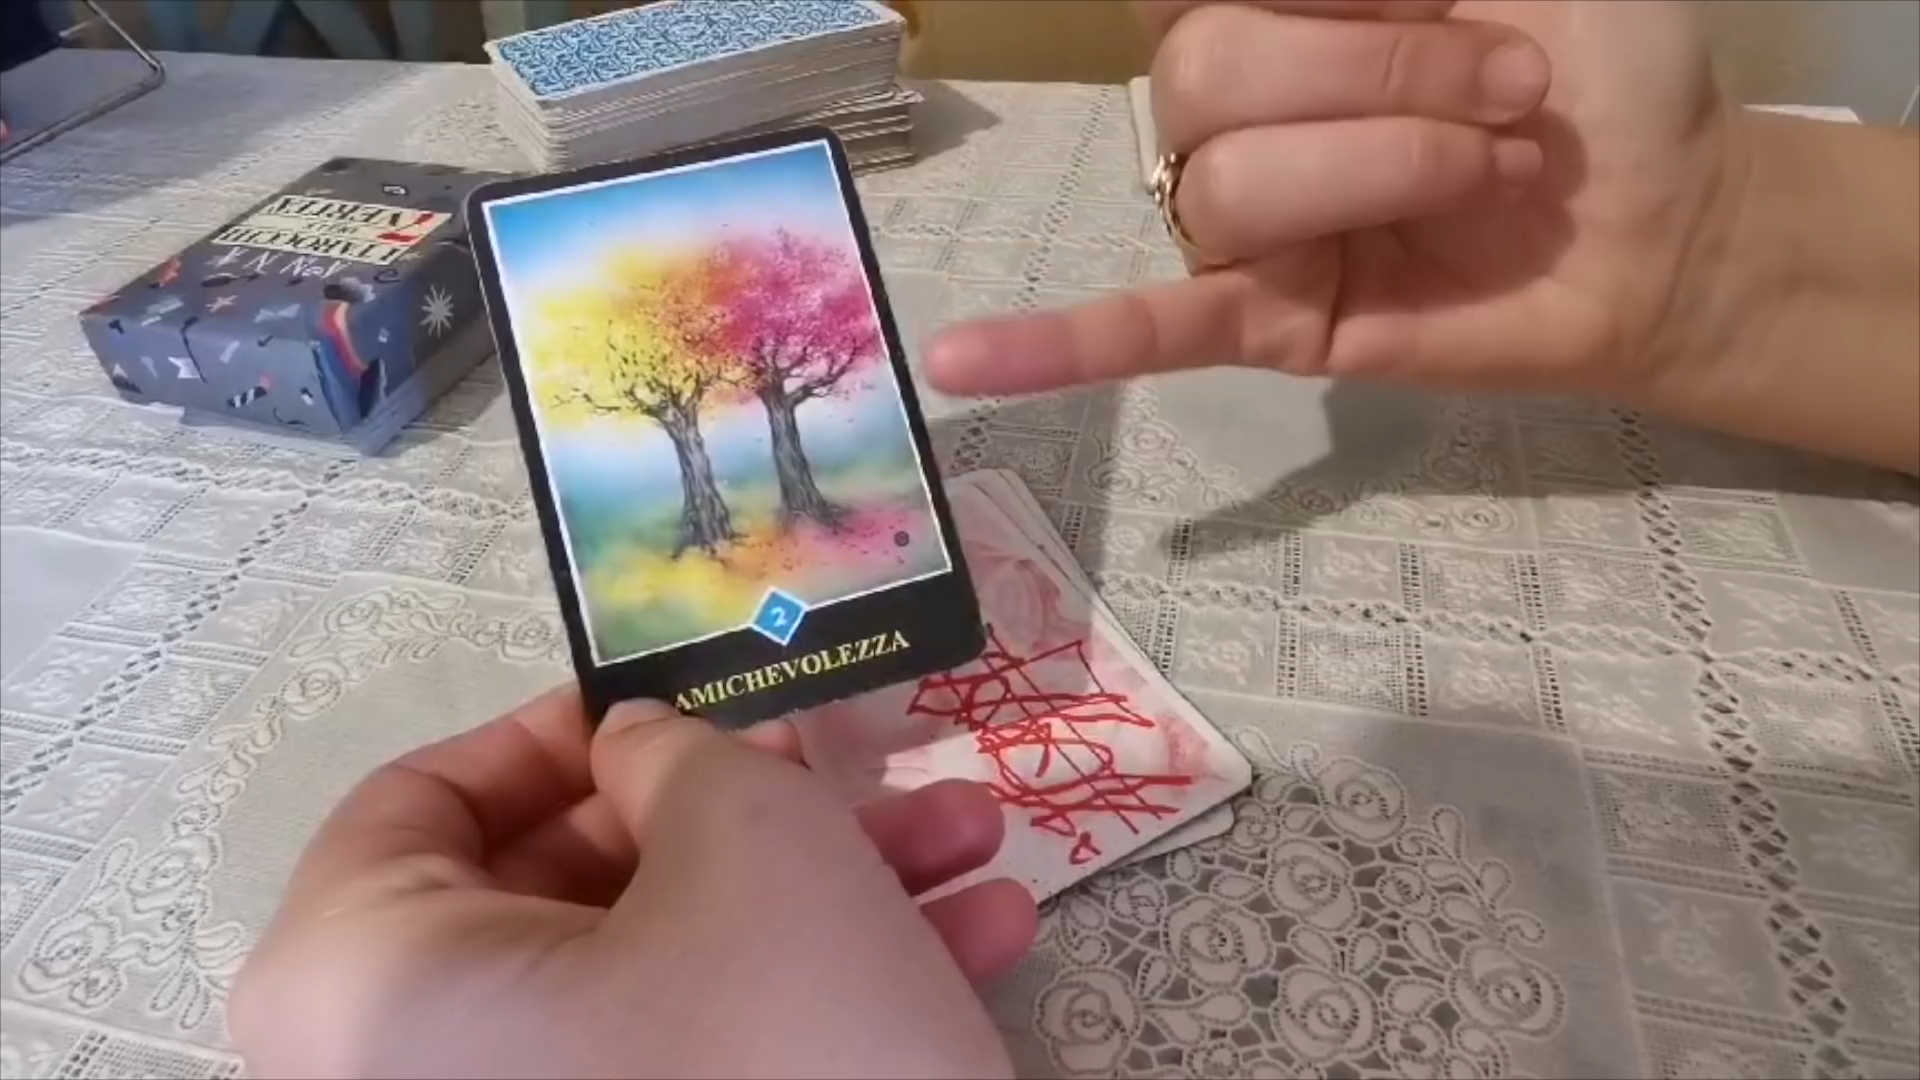 I TAROCCHI
DELLA
VERITÀ
2
AMICHEVOLEZZA